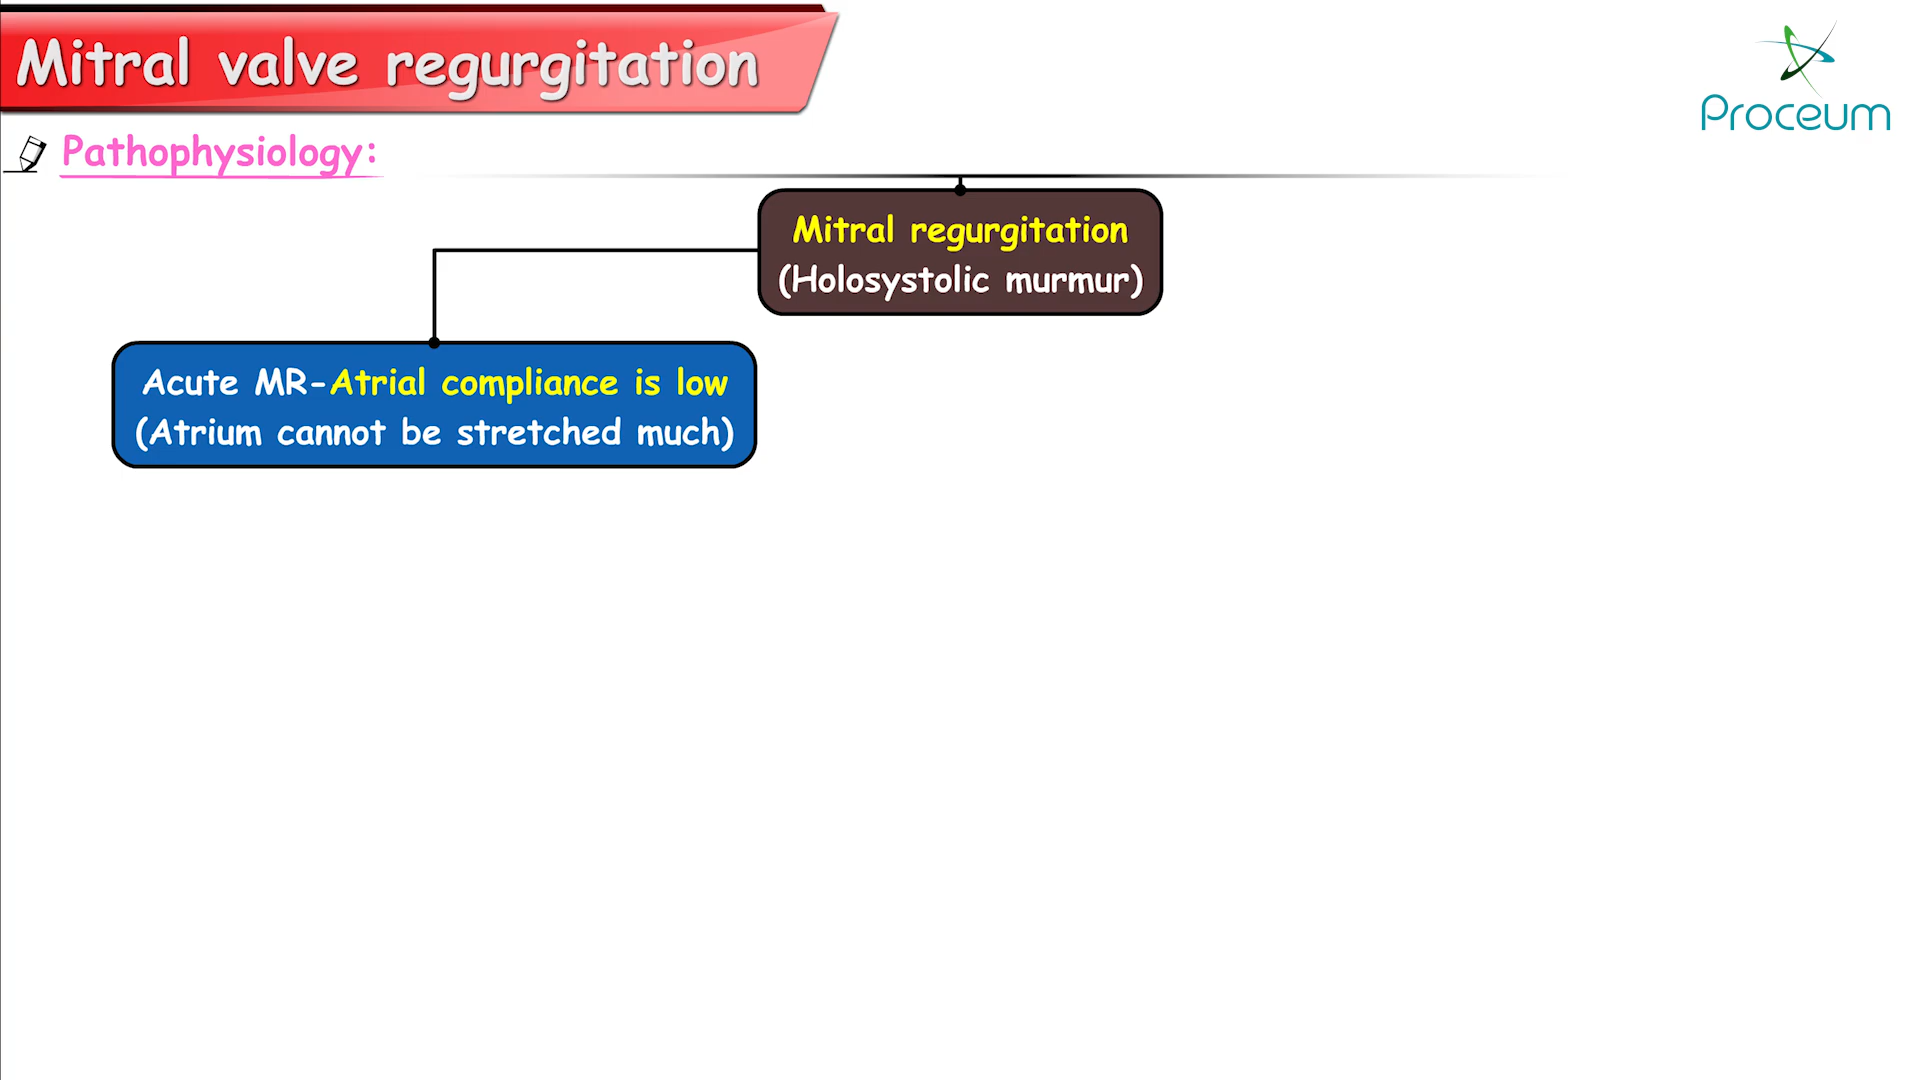 Mitral valve regurgitation
Proceum
Pathophysiology:
Mitral regurgitation
(Holosystolic murmur)
Acute MR-Atrial compliance is low
(Atrium cannot be stretched much)